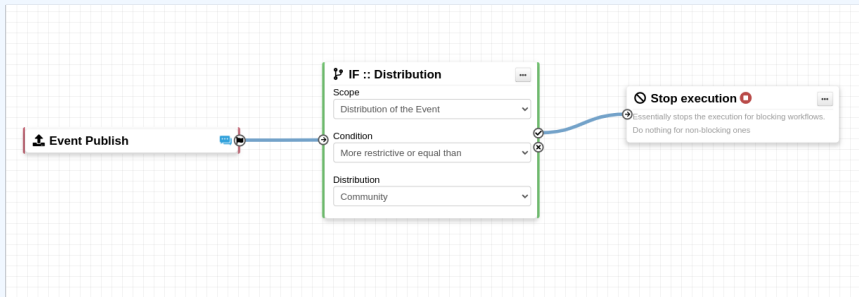 Event Publish
IF :: Distribution
Scope
Distribution of the Event
Condition
More restrictive or equal than
Distribution
Community
Stop execution
Essentially stops the execution for blocking workflows.
Do nothing for non-blocking ones